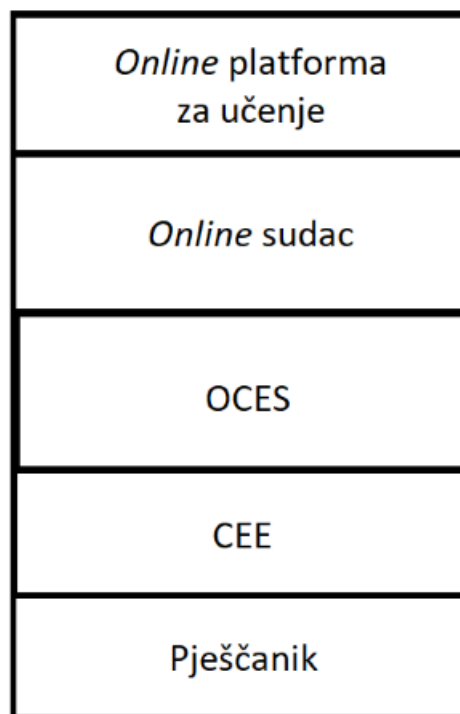 Online platforma
za učenje
Online sudac
OCES
CEE
Pješčanik